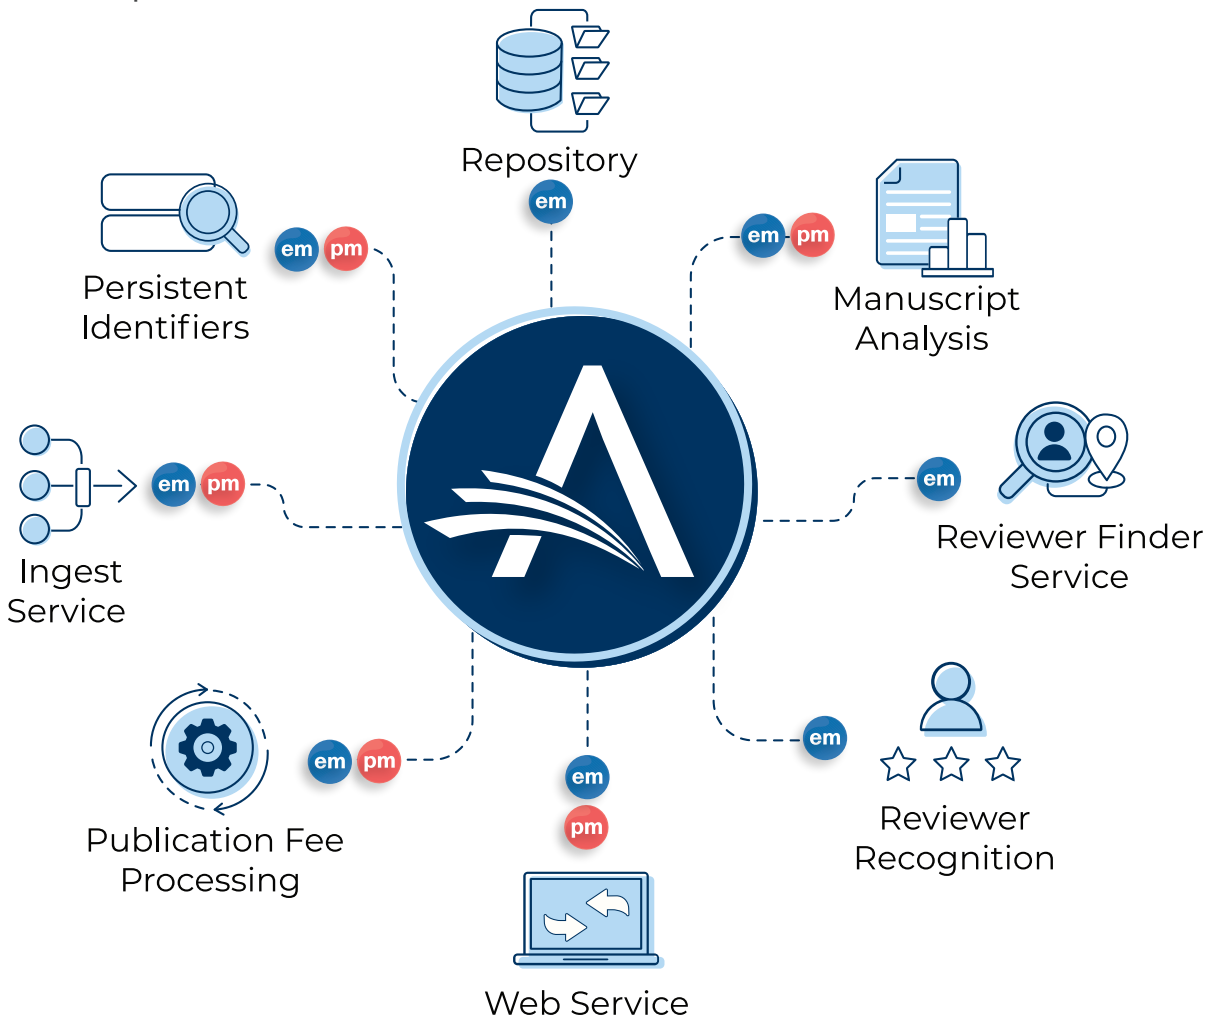 Repository
em
Persistent
Identifiers
em pm
em pm
Manuscript
Analysis
em pm
Ingest
Service
em
Reviewer Finder
Service
em pm
Publication Fee
Processing
em
Reviewer
Recognition
em
pm
Web Service